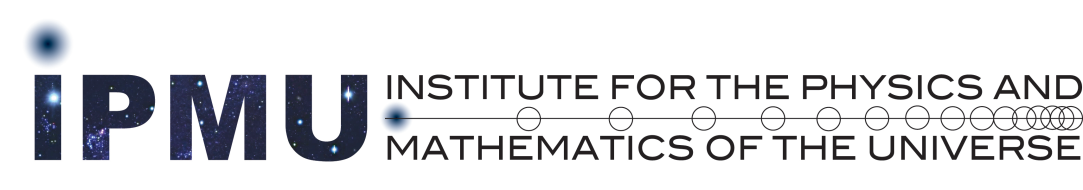 iPMU
INSTITUTE FOR THE PHYSICS AND
MATHEMATICS OF THE UNIVERSE